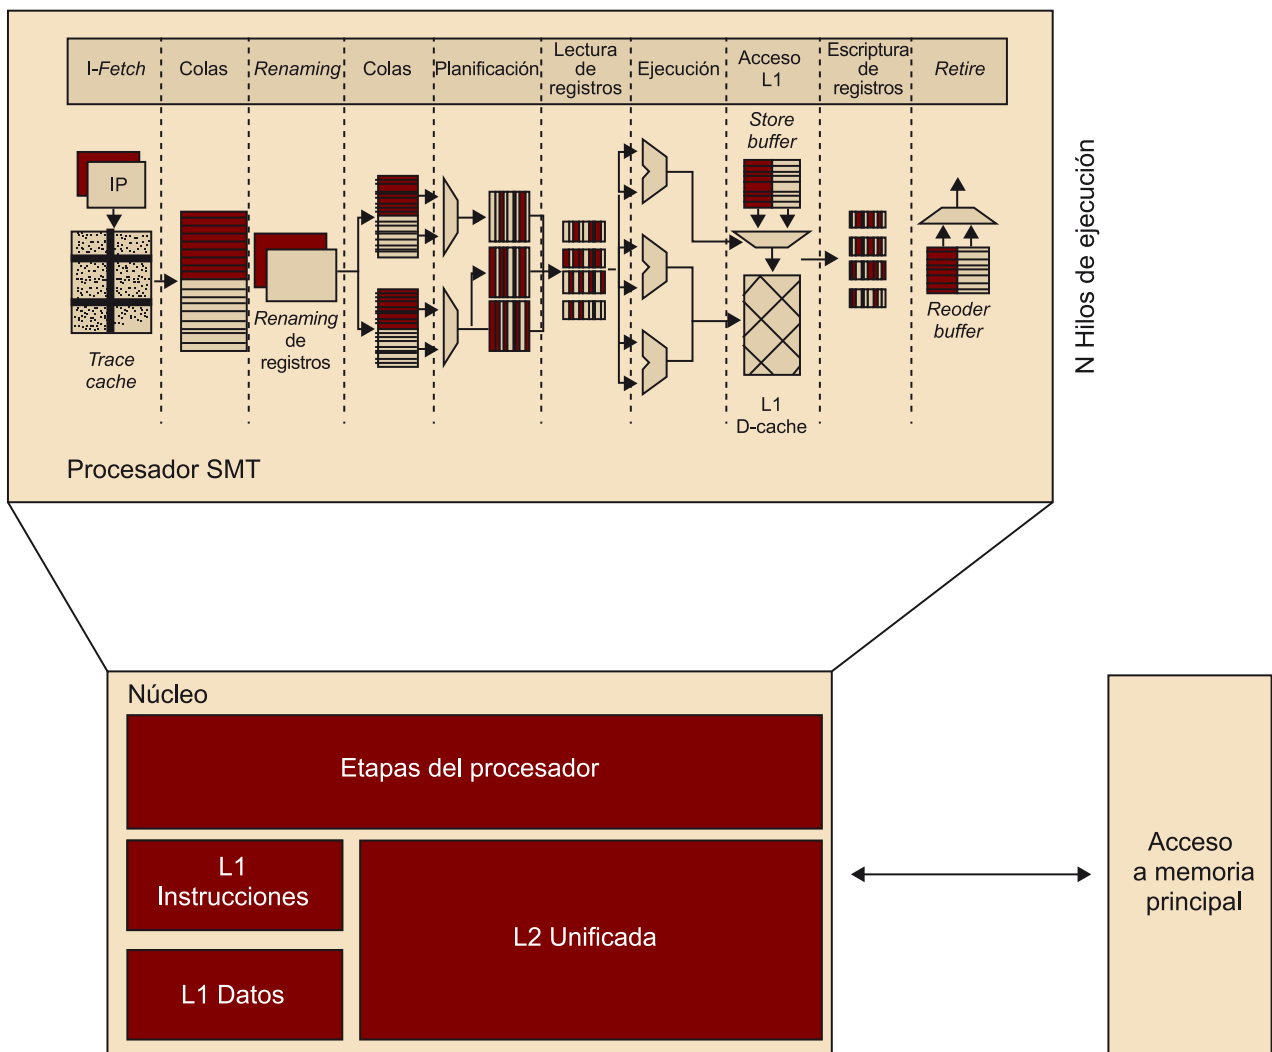 I-Fetch
Colas
Renaming
Colas
Planificación
Lectura
de
registros
Ejecución
Acceso
L1
Escriptura
de
registros
Retire
Store
buffer
IP
Renaming
de
registros
Trace
cache
L1
D-cache
Reoder
buffer
N Hilos de ejecución
Procesador SMT
Núcleo
Etapas del procesador
L1
Instrucciones
L2 Unificada
L1 Datos
Acceso
a memoria
principal